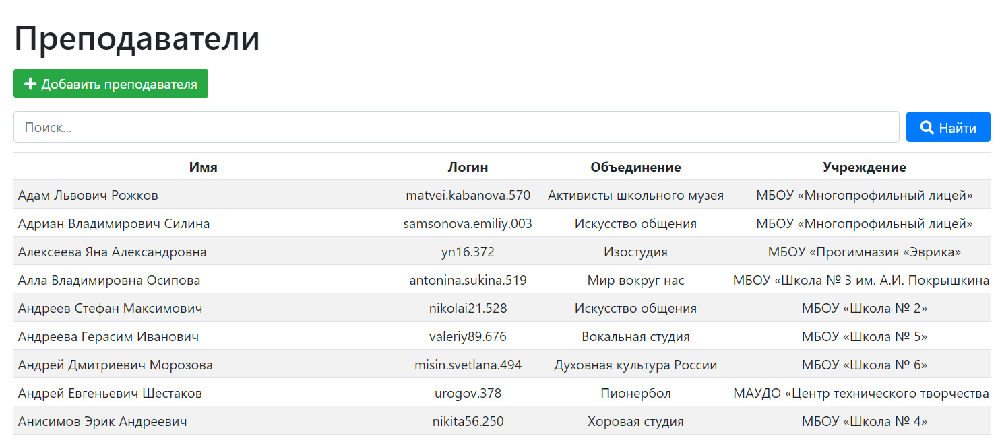 Преподаватели
Добавить преподавателя
Поиск...
Найти
Имя Логин Объединение Учреждение
Адам Львович Рожков matvei.kabanova.570 Активисты школьного музея МБОУ «Многопрофильный лицей»
Адриан Владимирович Силина samsonova.emiliy.003 Искусство общения МБОУ «Многопрофильный лицей»
Алексеева Яна Александровна yn16.372 Изостудия МБОУ «Прогимназия «Эврика»
Алла Владимировна Осипова antonina.sukina.519 Мир вокруг нас МБОУ «Школа № 3 им. А.И. Покрышкина
Андреев Стефан Максимович nikolai21.528 Искусство общения МБОУ «Школа № 2»
Андреева Герасим Иванович valeriy89.676 Вокальная студия МБОУ «Школа № 5»
Андрей Дмитриевич Морозова misin.svetlana.494 Духовная культура России МБОУ «Школа № 6»
Андрей Евгеньевич Шестаков urogov.378 Пионербол МАУДО «Центр технического творчества»
Анисимов Эрик Андреевич nikita56.250 Хоровая студия МБОУ «Школа № 4»